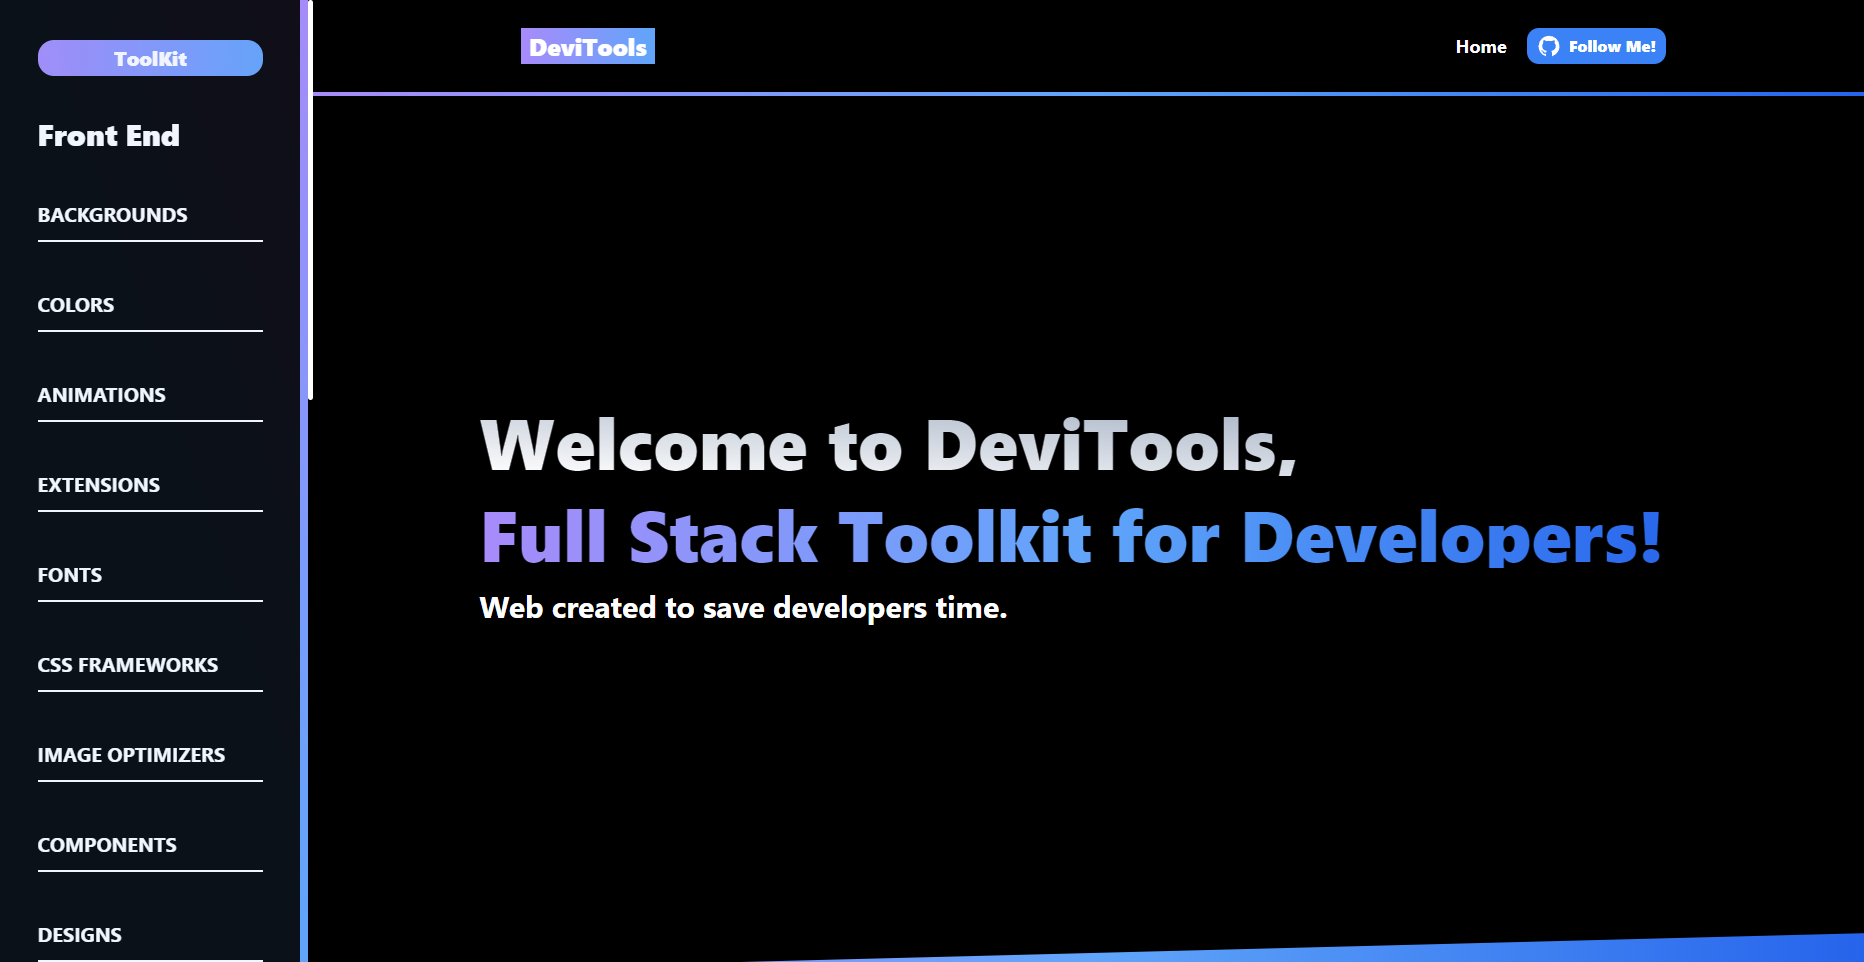 ToolKit
Front End
BACKGROUNDS
COLORS
ANIMATIONS
EXTENSIONS
FONTS
CSS FRAMEWORKS
IMAGE OPTIMIZERS
COMPONENTS
DESIGNS
DeviTools
Home
Follow Me!
Welcome to DeviTools,
Full Stack Toolkit for Developers!
Web created to save developers time.